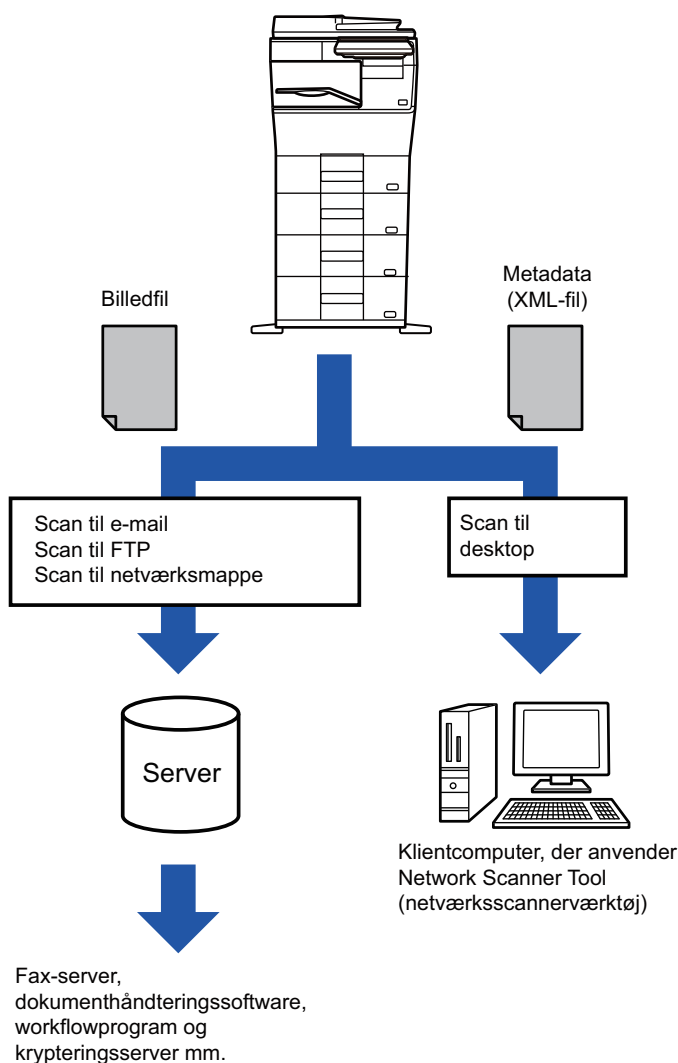 Billedfil
Metadata
(XML-fil)
Scan til e-mail
Scan til FTP
Scan til netværksmappe
Scan til
desktop
Server
Klientcomputer, der anvender
Network Scanner Tool
(netværksscannerværktøj)
Fax-server,
dokumenthåndteringssoftware,
workflowprogram og
krypteringsserver mm.